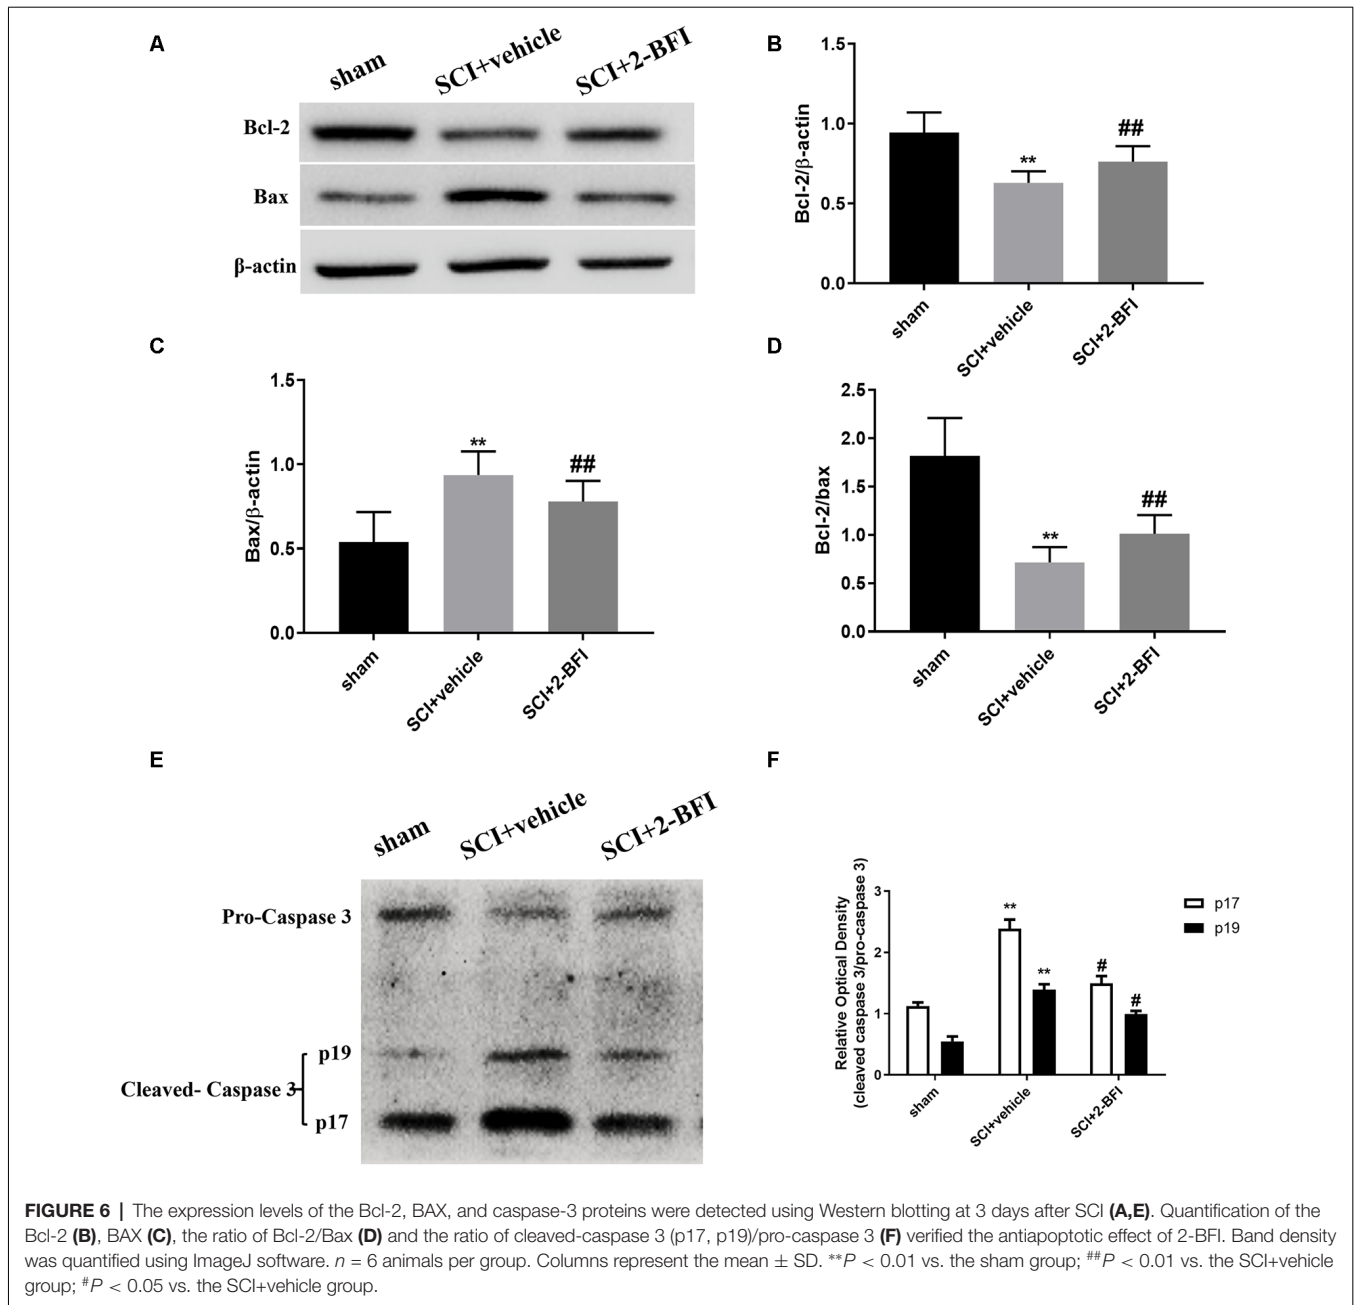 A
sham
SCI+vehicle
SCI+2-BFI
Bcl-2
Bax
β-actin
B
1.5
1.0
0.5
0.0
Bcl-2/β-actin
**
##
sham
SCI+vehicle
SCI+2-BFI
C
1.5
1.0
0.5
0.0
Bax/β-actin
**
##
sham
SCI+vehicle
SCI+2-BFI
D
2.5
2.0
1.5
1.0
0.5
0.0
Bcl-2/bax
**
##
sham
SCI+vehicle
SCI+2-BFI
E
sham
SCI+vehicle
SCI+2-BFI
Pro-Caspase 3
p19
Cleaved- Caspase 3
p17
F
Relative Optical Density
(cleaved caspase 3/pro-caspase 3)
3
2
1
0
**
**
#
#
p17
p19
sham
SCI+vehicle
SCI+2-BFI
FIGURE 6 | The expression levels of the Bcl-2, BAX, and caspase-3 proteins were detected using Western blotting at 3 days after SCI (A,E). Quantification of the
Bcl-2 (B), BAX (C), the ratio of Bcl-2/Bax (D) and the ratio of cleaved-caspase 3 (p17, p19)/pro-caspase 3 (F) verified the antiapoptotic effect of 2-BFI. Band density
was quantified using ImageJ software. n = 6 animals per group. Columns represent the mean ± SD. **P < 0.01 vs. the sham group; ##P < 0.01 vs. the SCI+vehicle
group; #P < 0.05 vs. the SCI+vehicle group.